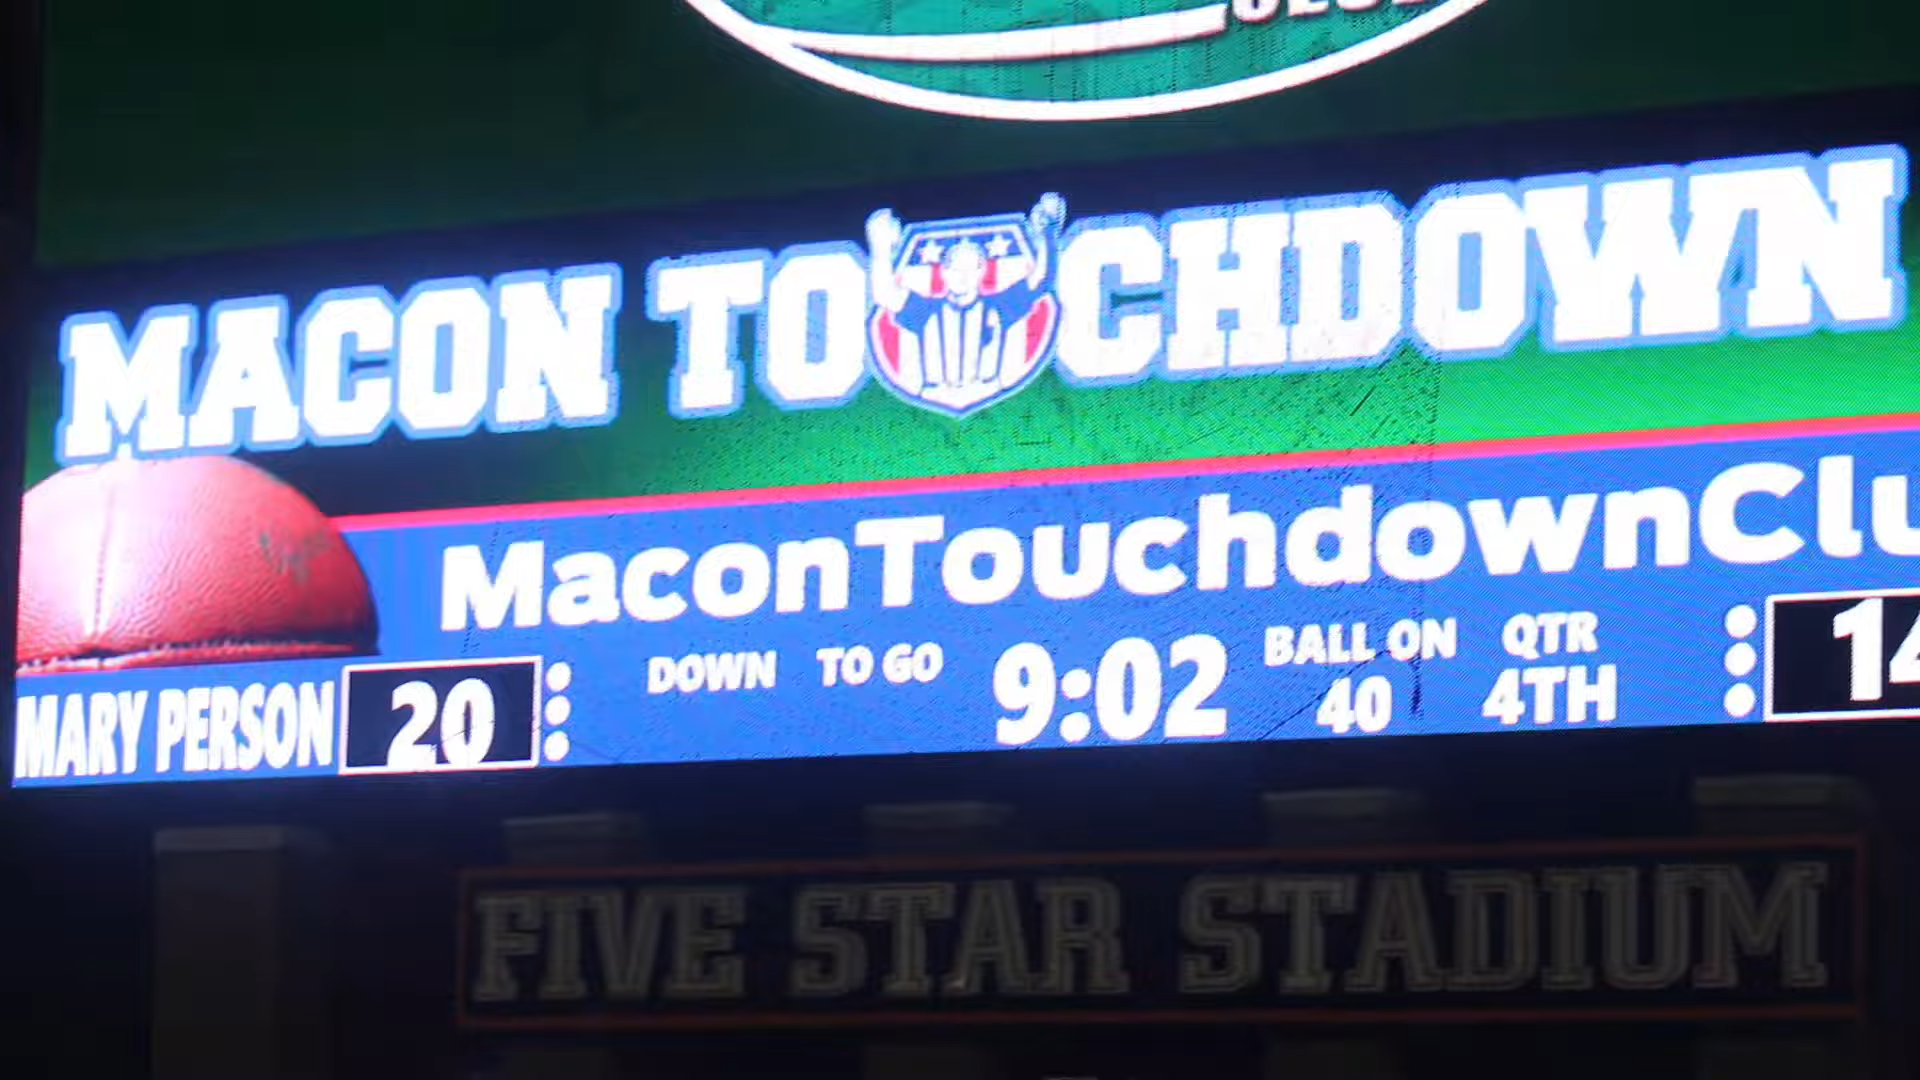 MACON TOUCHDOWN
MaconTouchdownClu
DOWN TO GO 9:02 BALL ON 40 QTR 4TH
MARY PERSON 20 14
FIVE STAR STADIUM